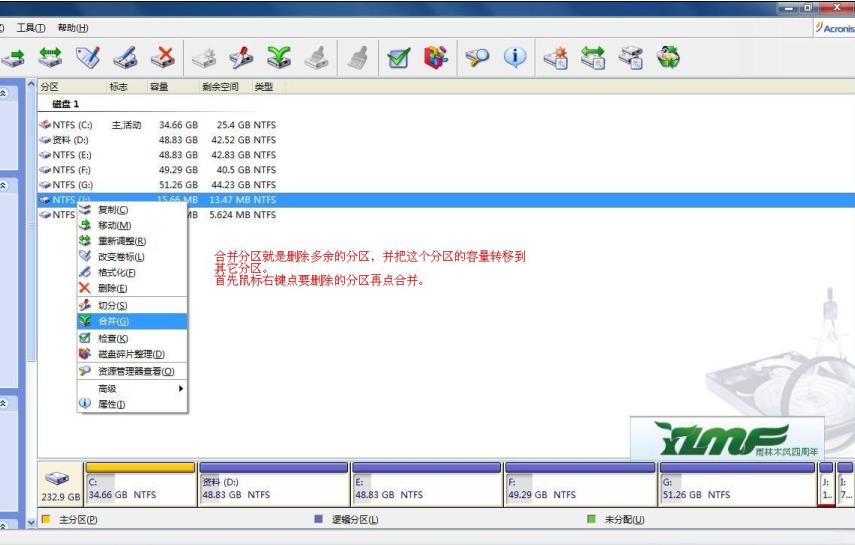 工具(T) 帮助(H)
Acronis
分区 标志 容量 剩余空间 类型
磁盘 1
NTFS (C:) 主,活动 34.66 GB 25.4 GB NTFS
资料 (D:) 48.83 GB 42.52 GB NTFS
NTFS (E:) 48.83 GB 42.83 GB NTFS
NTFS (F:) 49.29 GB 40.5 GB NTFS
NTFS (G:) 51.26 GB 44.23 GB NTFS
NTFS (J:) 15.66 MB 13.47 MB NTFS
NTFS MB 5.624 MB NTFS
复制(C)
移动(M)
重新调整(R)
改变卷标(L)
格式化(F)
删除(E)
切分(S)
合并(G)
检查(K)
磁盘碎片整理(D)
资源管理器查看(O)
高级
属性(I)
合并分区就是删除多余的分区，并把这个分区的容量转移到
其它分区。
首先鼠标右键点要删除的分区再点合并。
YLMF
雨林木风四周年
232.9 GB
C:
34.66 GB NTFS
资料 (D:)
48.83 GB NTFS
E:
48.83 GB NTFS
F:
49.29 GB NTFS
G:
51.26 GB NTFS
J:
1...
I:
7...
主分区(P) 逻辑分区(L) 未分配(U)